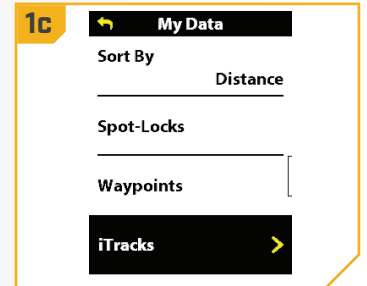 1c
My Data
Sort By
Distance
Spot-Locks
Waypoints
iTracks